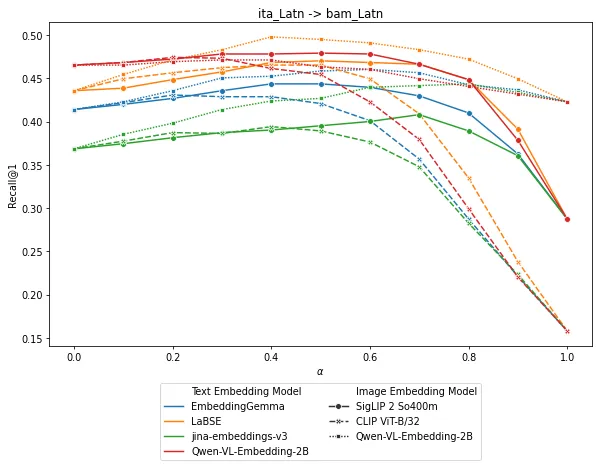 ita_Latn -> bam_Latn
0.50
0.45
0.40
0.35
0.30
0.25
0.20
0.15
Recall@1
0.0 0.2 0.4 0.6 0.8 1.0
α
Text Embedding Model
EmbeddingGemma
LaBSE
jina-embeddings-v3
Qwen-VL-Embedding-2B
Image Embedding Model
SigLIP 2 So400m
CLIP ViT-B/32
Qwen-VL-Embedding-2B